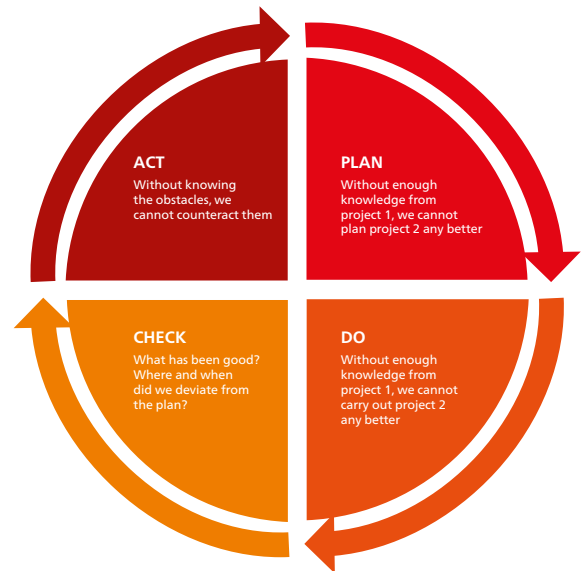 ACT
Without knowing
the obstacles, we
cannot counteract them
PLAN
Without enough
knowledge from
project 1, we cannot
plan project 2 any better
CHECK
What has been good?
Where and when
did we deviate from
the plan?
DO
Without enough
knowledge from
project 1, we cannot
carry out project 2
any better